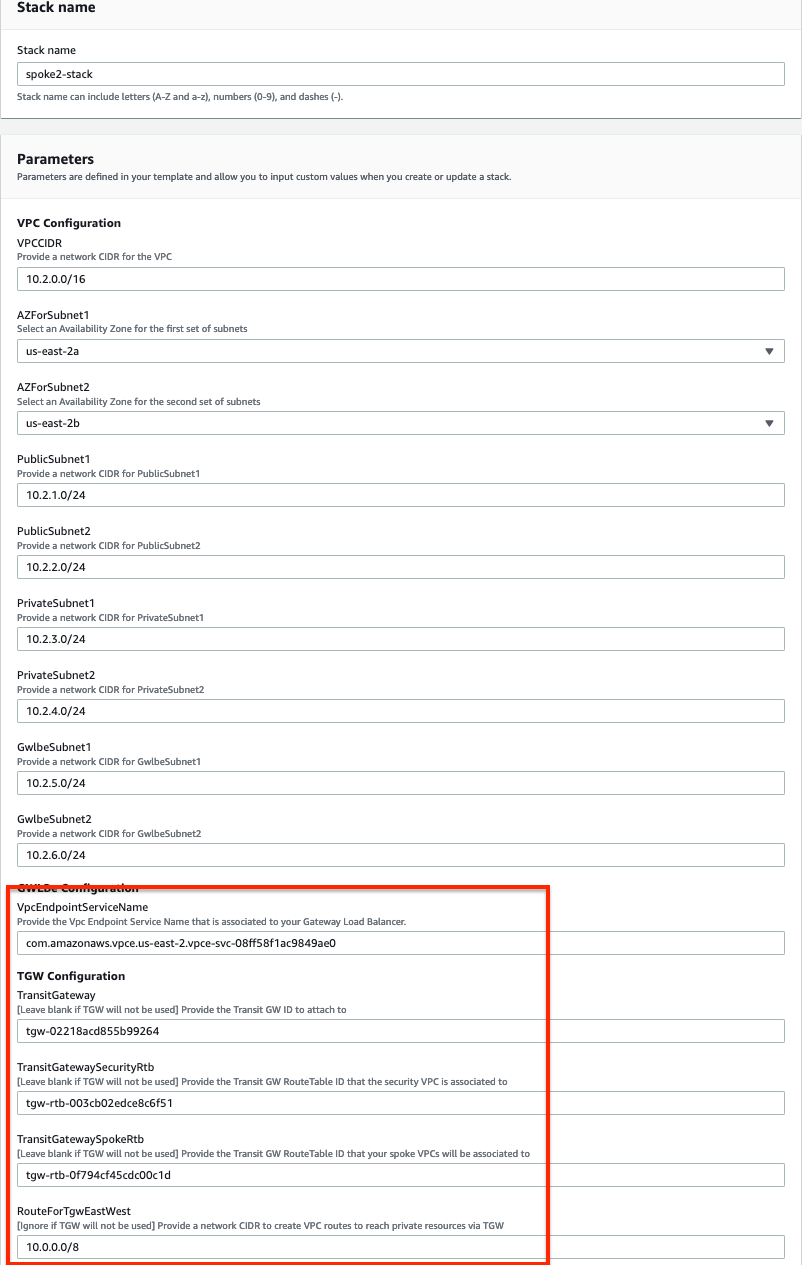 Stack name
Stack name
spoke2-stack
Stack name can include letters (A-Z and a-z), numbers (0-9), and dashes (-).
Parameters
Parameters are defined in your template and allow you to input custom values when you create or update a stack.
VPC Configuration
VPCCIDR
Provide a network CIDR for the VPC
10.2.0.0/16
AZForSubnet1
Select an Availability Zone for the first set of subnets
us-east-2a
AZForSubnet2
Select an Availability Zone for the second set of subnets
us-east-2b
PublicSubnet1
Provide a network CIDR for PublicSubnet1
10.2.1.0/24
PublicSubnet2
Provide a network CIDR for PublicSubnet2
10.2.2.0/24
PrivateSubnet1
Provide a network CIDR for PrivateSubnet1
10.2.3.0/24
PrivateSubnet2
Provide a network CIDR for PrivateSubnet2
10.2.4.0/24
GwlbeSubnet1
Provide a network CIDR for GwlbeSubnet1
10.2.5.0/24
GwlbeSubnet2
Provide a network CIDR for GwlbeSubnet2
10.2.6.0/24
GWLBe Configuration
VpcEndpointServiceName
Provide the Vpc Endpoint Service Name that is associated to your Gateway Load Balancer.
com.amazonaws.vpce.us-east-2.vpce-svc-08ff58f1ac9849ae0
TGW Configuration
TransitGateway
[Leave blank if TGW will not be used] Provide the Transit GW ID to attach to
tgw-02218acd855b99264
TransitGatewaySecurityRtb
[Leave blank if TGW will not be used] Provide the Transit GW RouteTable ID that the security VPC is associated to
tgw-rtb-003cb02edce8c6f51
TransitGatewaySpokeRtb
[Leave blank if TGW will not be used] Provide the Transit GW RouteTable ID that your spoke VPCs will be associated to
tgw-rtb-0f794cf45cdc00c1d
RouteForTgwEastWest
[Ignore if TGW will not be used] Provide a network CIDR to create VPC routes to reach private resources via TGW
10.0.0.0/8